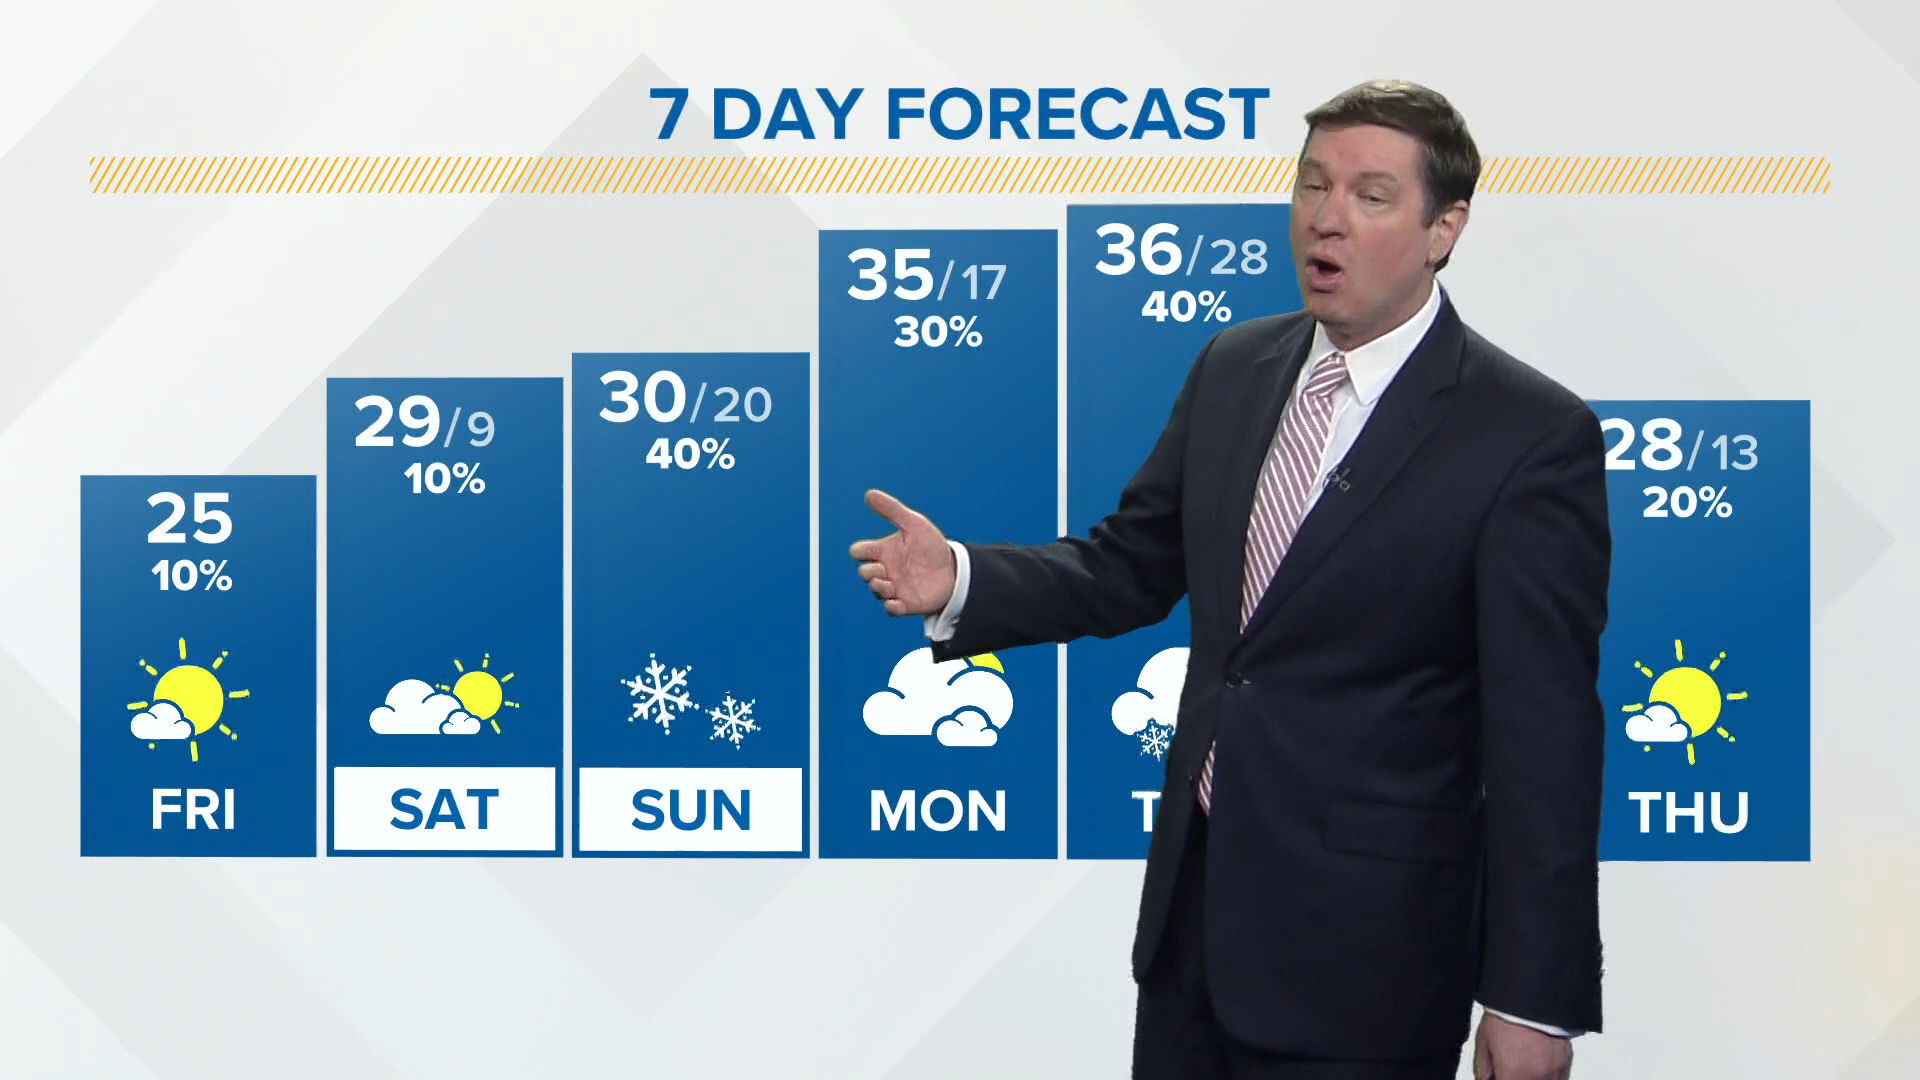 7 DAY FORECAST
25
10%
FRI
29/9
10%
SAT
30/20
40%
SUN
35/17
30%
MON
36/28
40%
28/13
20%
THU